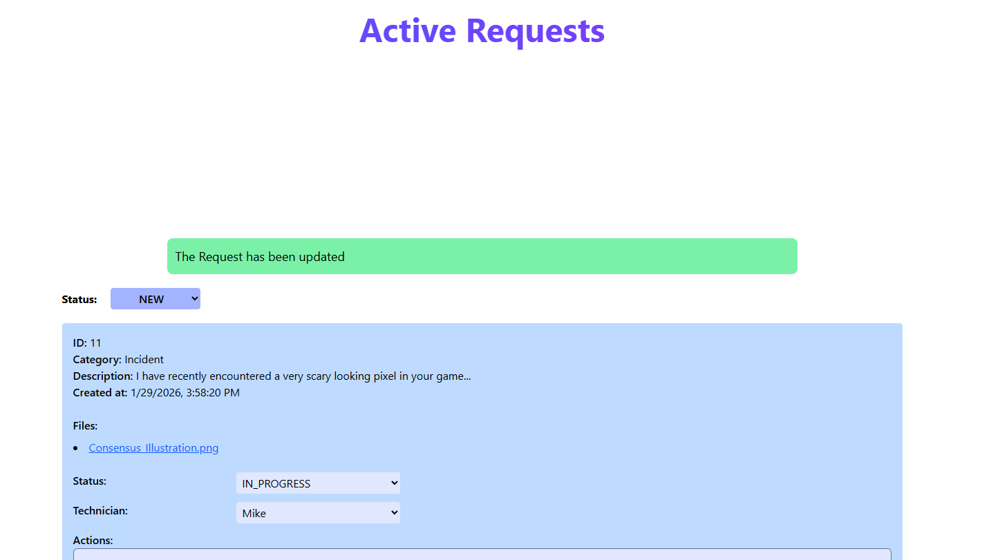 Active Requests
The Request has been updated
Status: NEW
ID: 11
Category: Incident
Description: I have recently encountered a very scary looking pixel in your game...
Created at: 1/29/2026, 3:58:20 PM
Files:
Consensus_Illustration.png
Status: IN_PROGRESS
Technician: Mike
Actions: